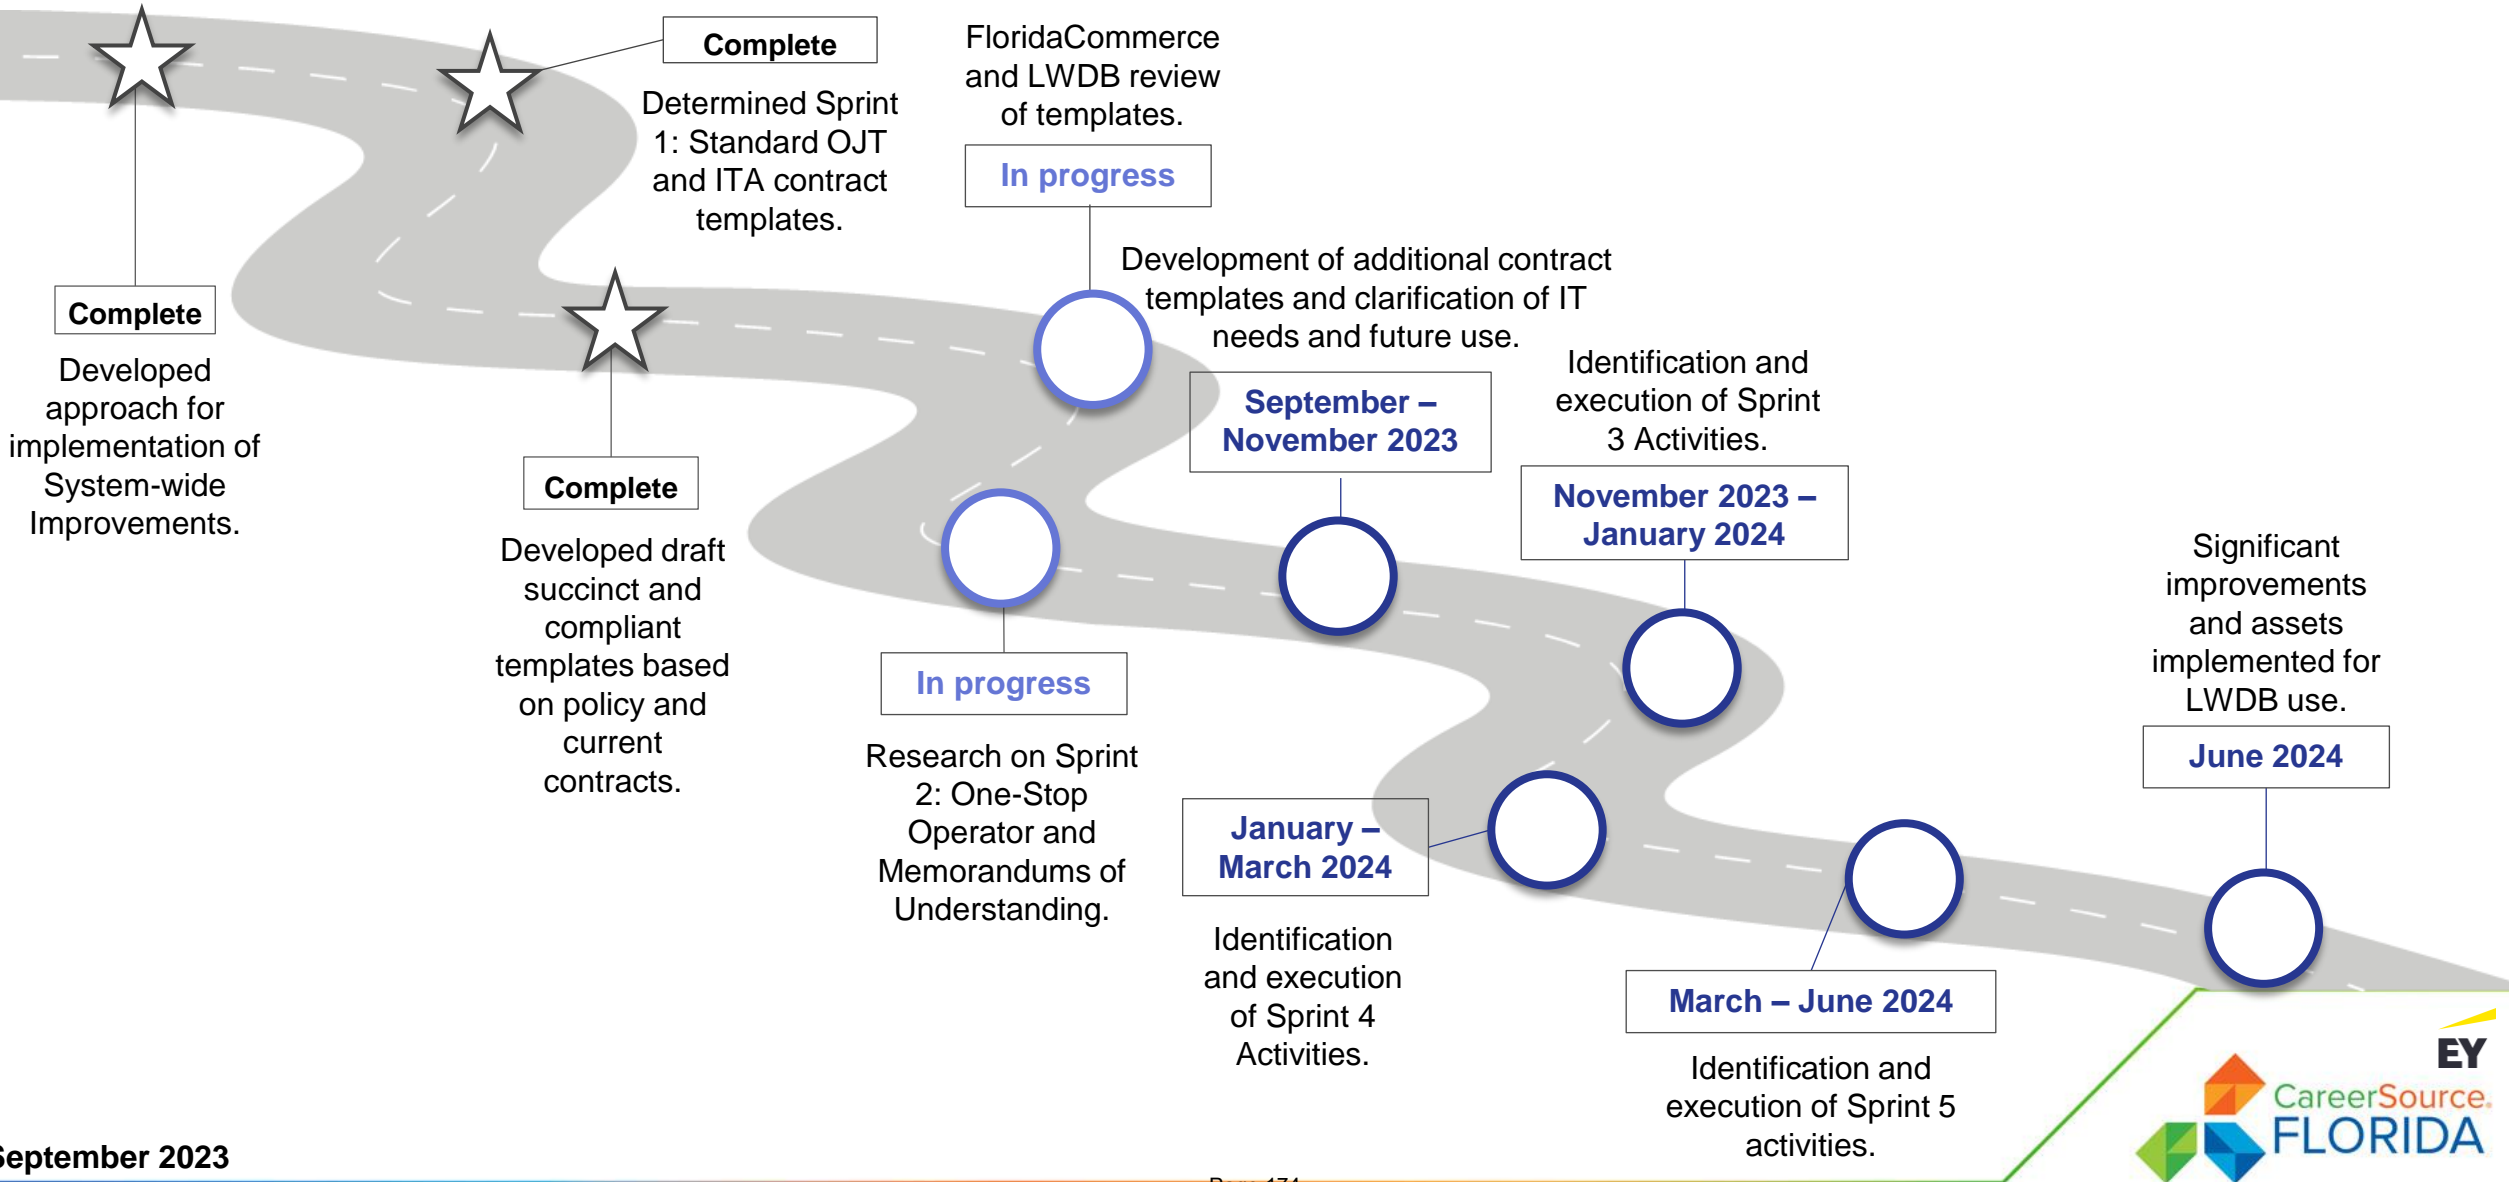 Complete
Developed
approach for
implementation of
System-wide
Improvements.
Complete
Determined Sprint
1: Standard OJT
and ITA contract
templates.
Complete
Developed draft
succinct and
compliant
templates based
on policy and
current
contracts.
FloridaCommerce
and LWDB review
of templates.
In progress
In progress
Research on Sprint
2: One-Stop
Operator and
Memorandums of
Understanding.
Development of additional contract
templates and clarification of IT
needs and future use.
September –
November 2023
Identification and
execution of Sprint
3 Activities.
November 2023 –
January 2024
January –
March 2024
Identification
and execution
of Sprint 4
Activities.
March – June 2024
Identification and
execution of Sprint 5
activities.
Significant
improvements
and assets
implemented for
LWDB use.
June 2024
EY
CareerSource
FLORIDA
September 2023